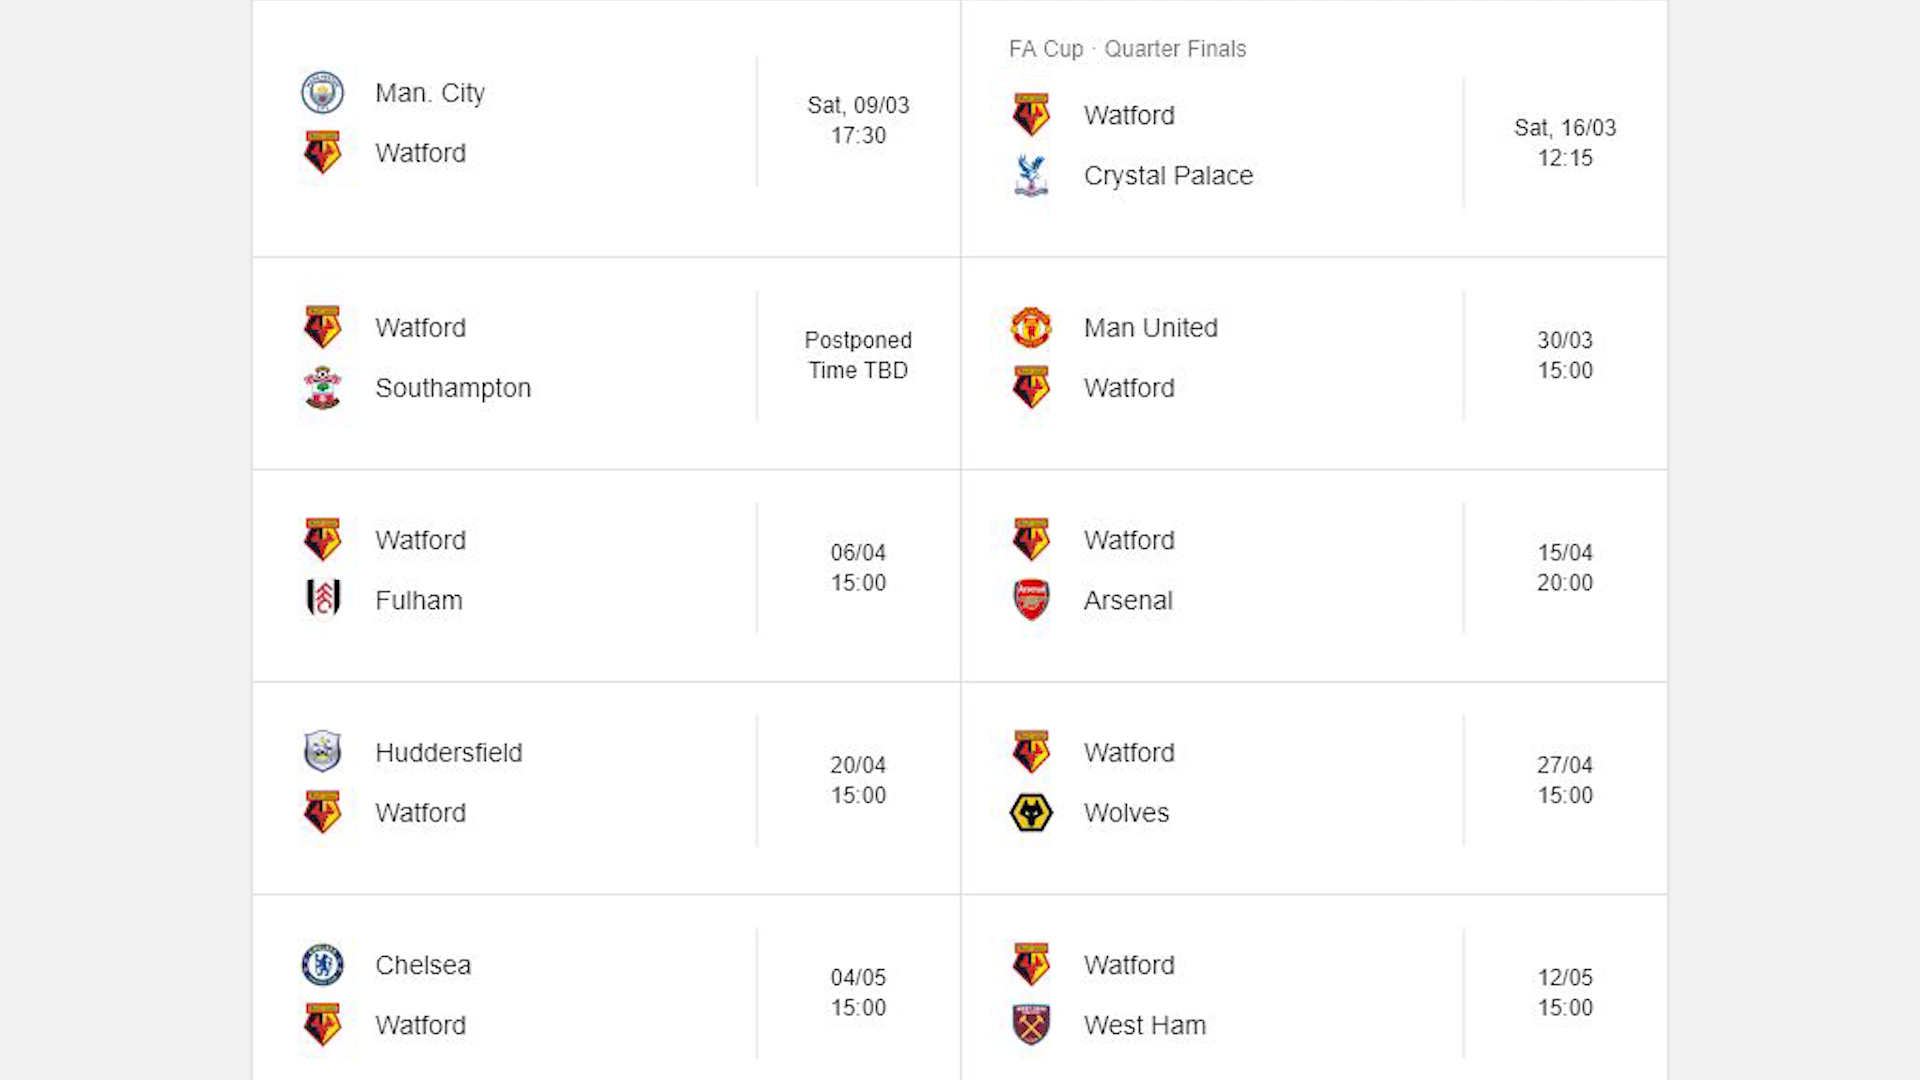 Man. City
Watford
Sat, 09/03
17:30
FA Cup · Quarter Finals
Watford
Crystal Palace
Sat, 16/03
12:15
Watford
Southampton
Postponed
Time TBD
Man United
Watford
30/03
15:00
Watford
Fulham
06/04
15:00
Watford
Arsenal
15/04
20:00
Huddersfield
Watford
20/04
15:00
Watford
Wolves
27/04
15:00
Chelsea
Watford
04/05
15:00
Watford
West Ham
12/05
15:00